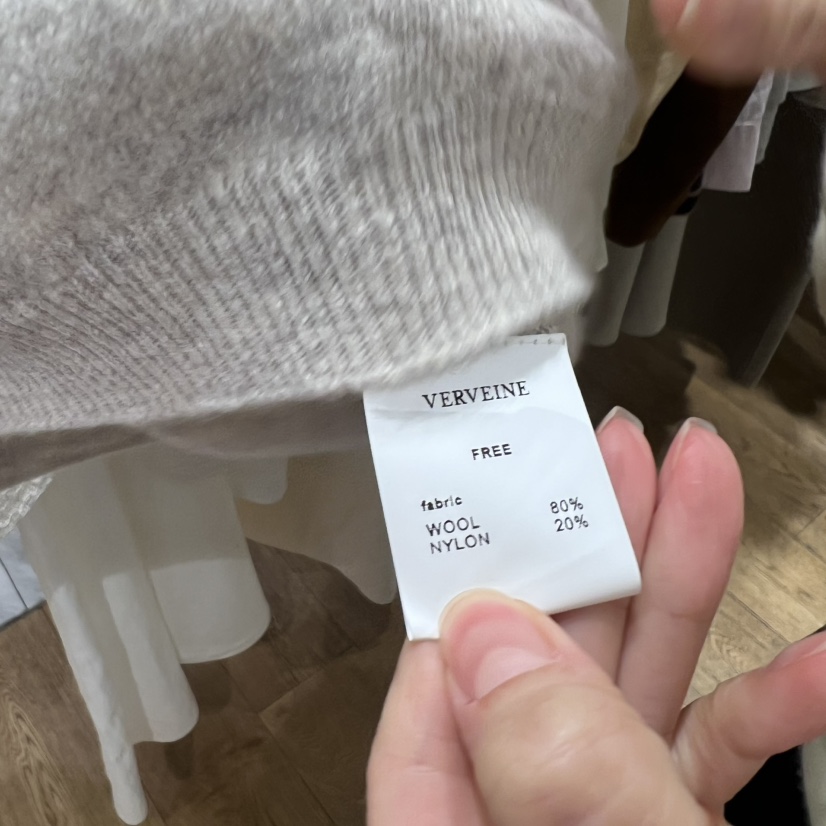 VERVEINE
FREE
fabric
WOOL 80%
NYLON 20%